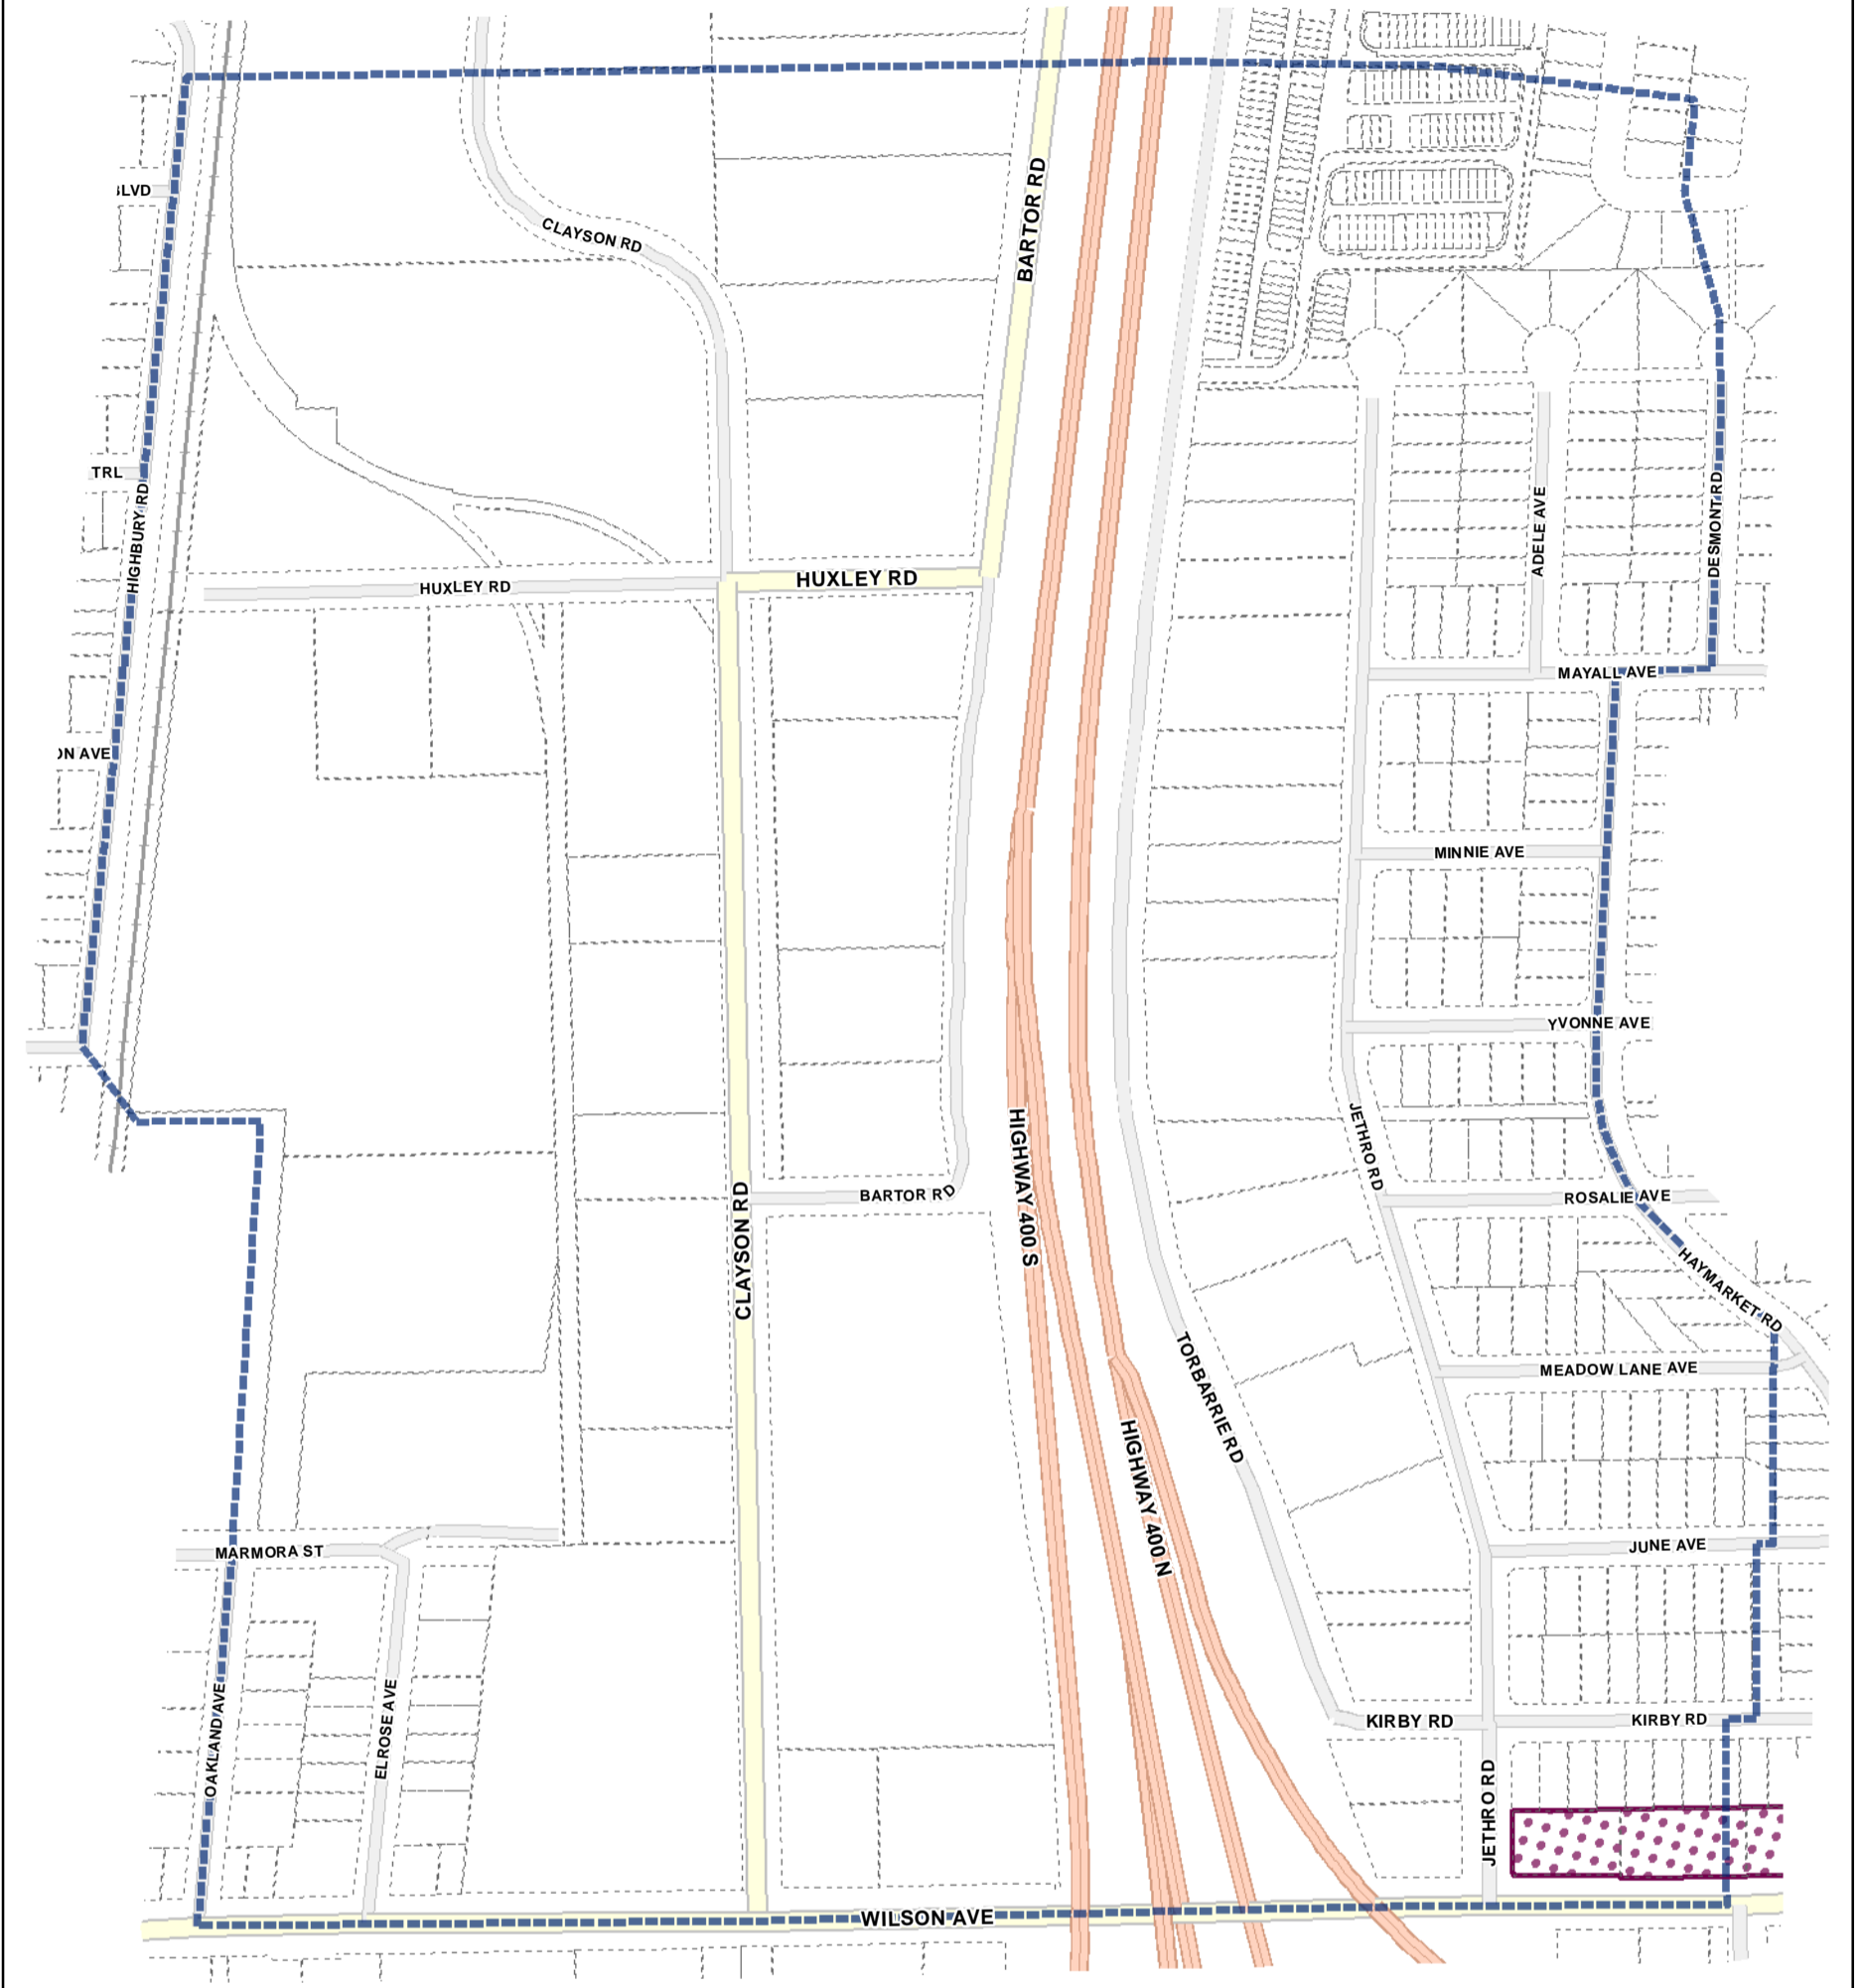 BARTOR RD
LVD
CLAYSON RD
TRL
HIGHBURY RD
ADELE AVE
DESMONT RD
HUXLEY RD
HUXLEY RD
MAYALL AVE
ON AVE
MINNIE AVE
YVONNE AVE
JETHRO RD
HIGHWAY 400 S
BARTOR RD
ROSALIE AVE
CLAYSON RD
HAYMARKET RD
TORBARRIE RD
MEADOW LANE AVE
HIGHWAY 400 N
MARMORA ST
JUNE AVE
OAKLAND AVE
ELROSE AVE
KIRBY RD
KIRBY RD
JETHRO RD
WILSON AVE